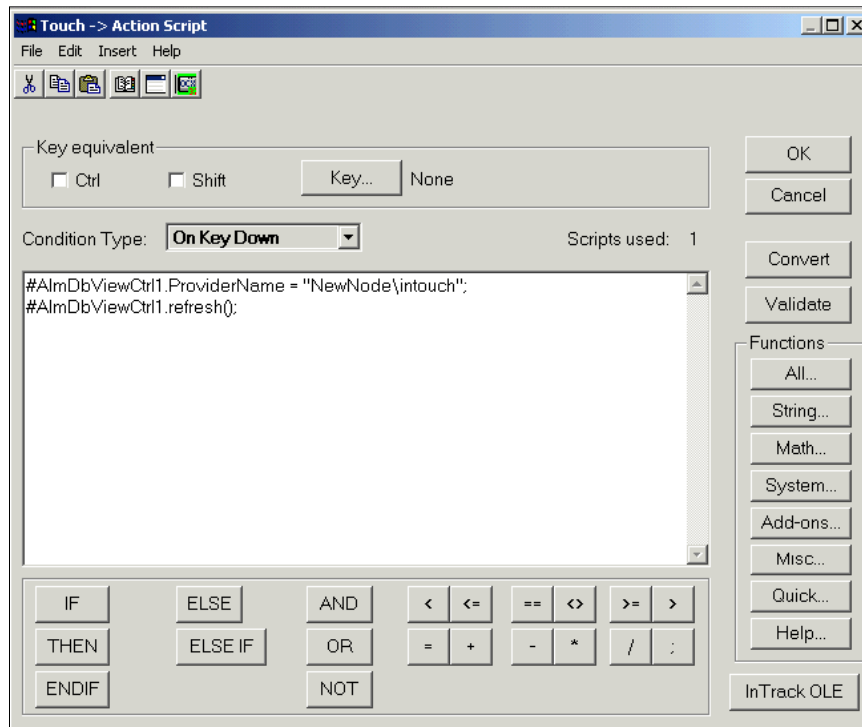 Touch -> Action Script
File Edit Insert Help
Key equivalent
Ctrl Shift Key... None
Condition Type: On Key Down Scripts used: 1
#AlmDbViewCtrl1.ProviderName = "NewNode\intouch";
#AlmDbViewCtrl1.refresh();
OK
Cancel
Convert
Validate
Functions
All...
String...
Math...
System...
Add-ons...
Misc...
Quick...
Help...
IF ELSE AND < <= == <> >= >
THEN ELSE IF OR = + - * / ;
ENDIF NOT
InTrack OLE